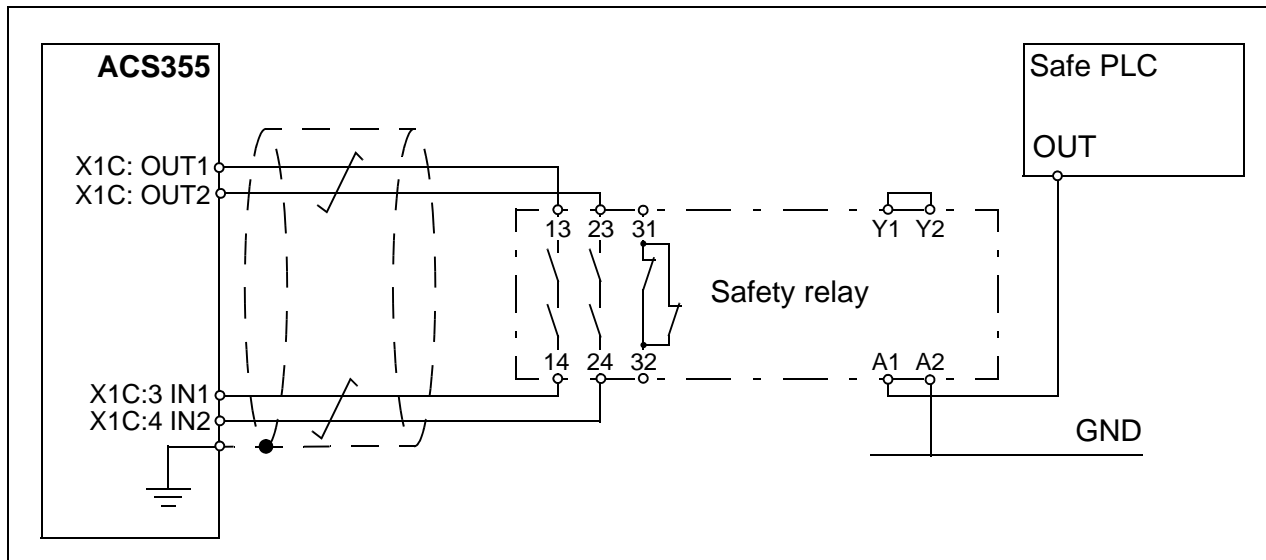 ACS355
Safe PLC
OUT
X1C: OUT1
X1C: OUT2
13 23 31
Y1 Y2
Safety relay
14 24 32
A1 A2
X1C:3 IN1
X1C:4 IN2
GND